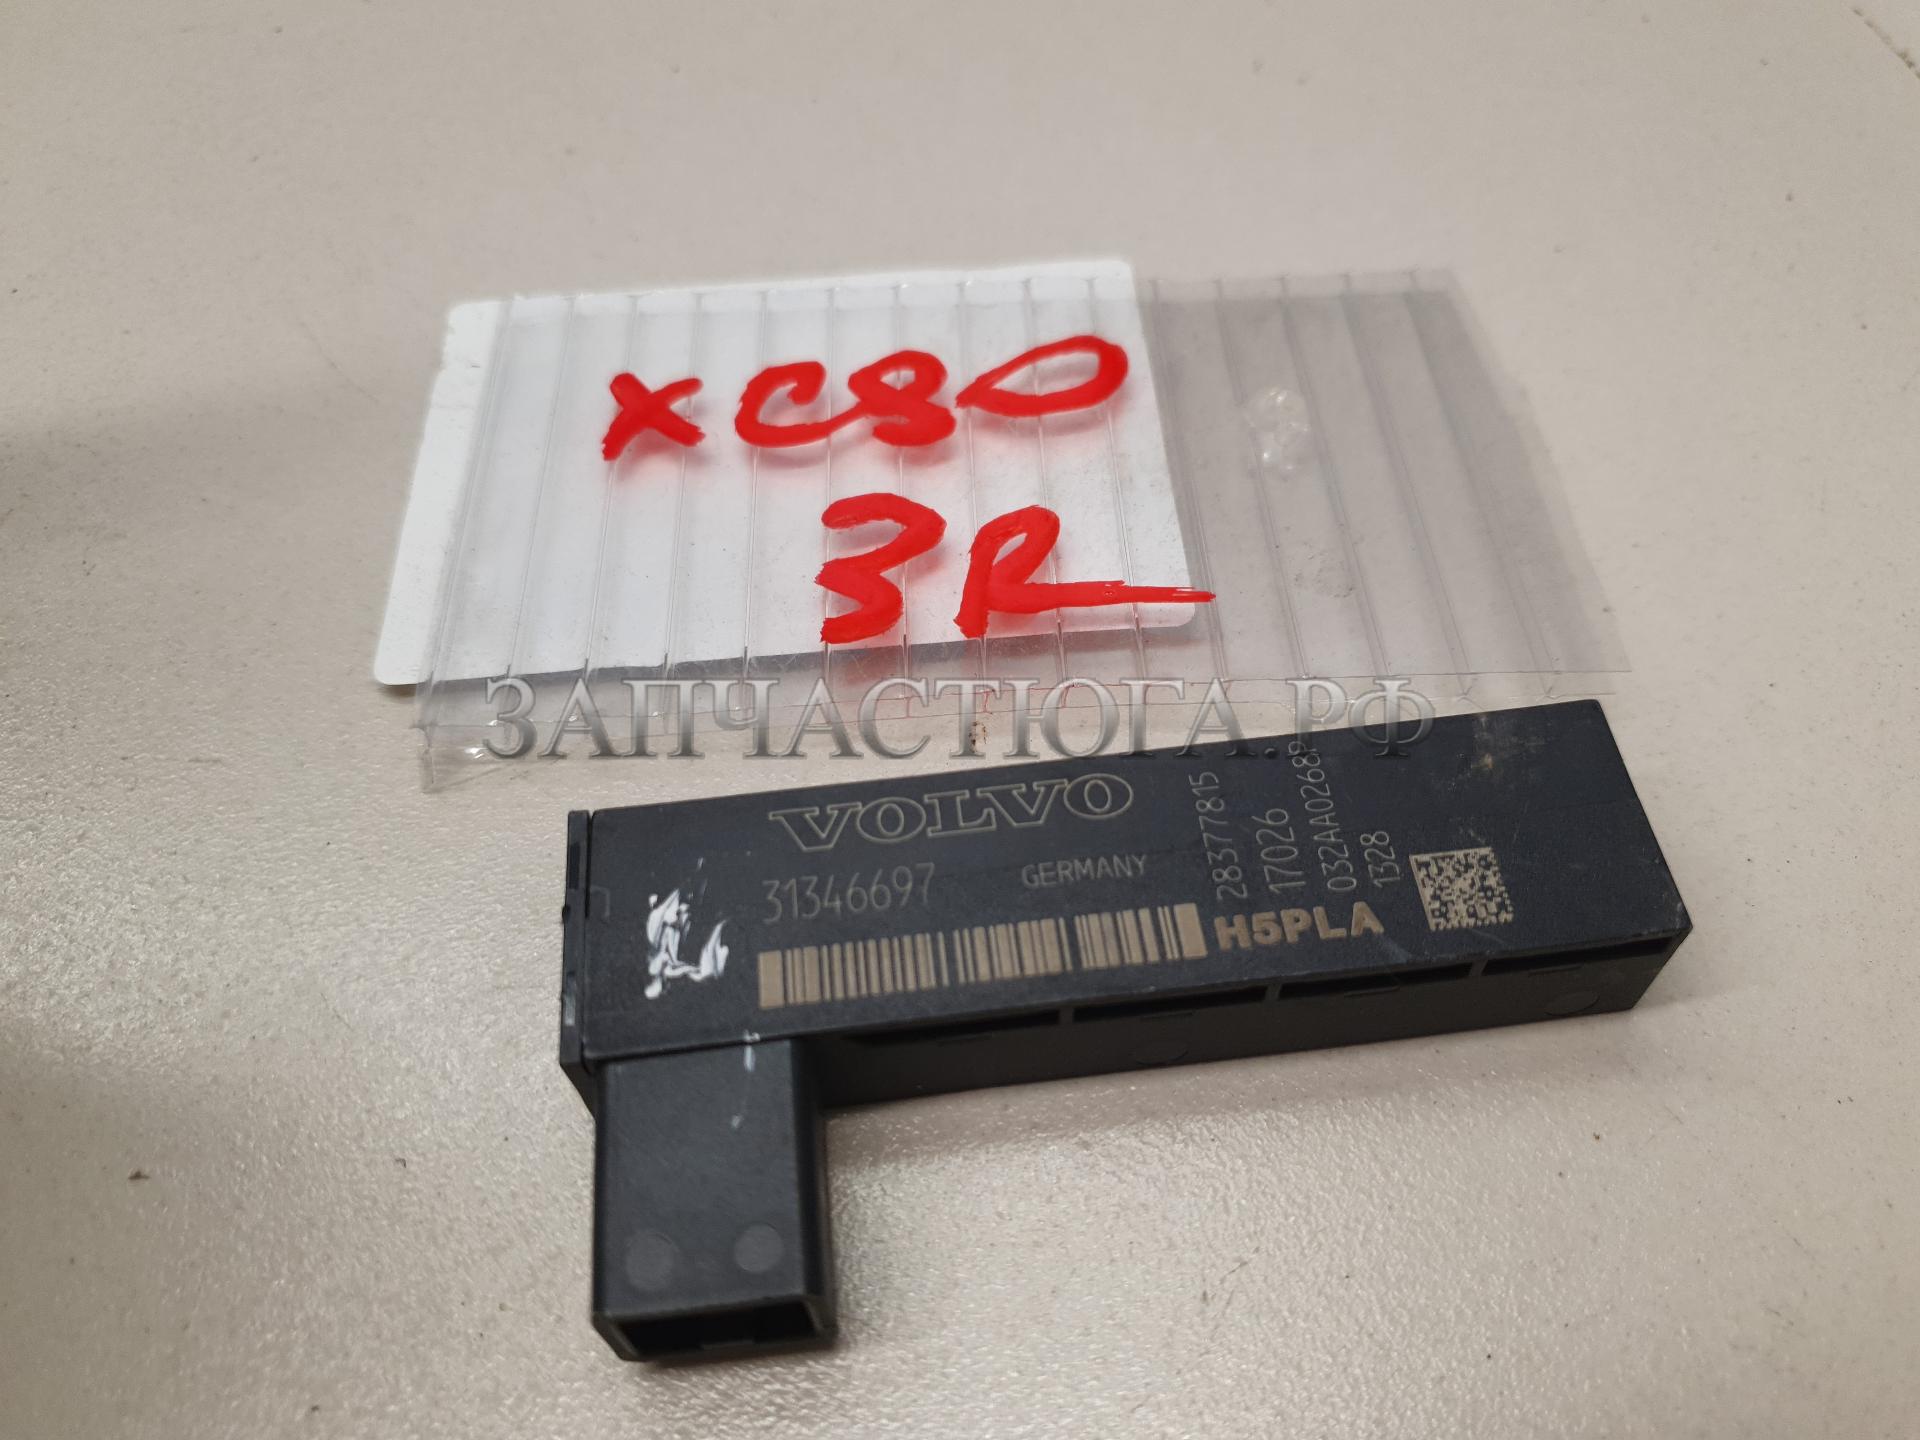 XC80
3R
ЗАПЧАСТЮГА.РФ
VOLVO
31346697
GERMANY
H5PLA
28377815
17026
032AA0268P
1328